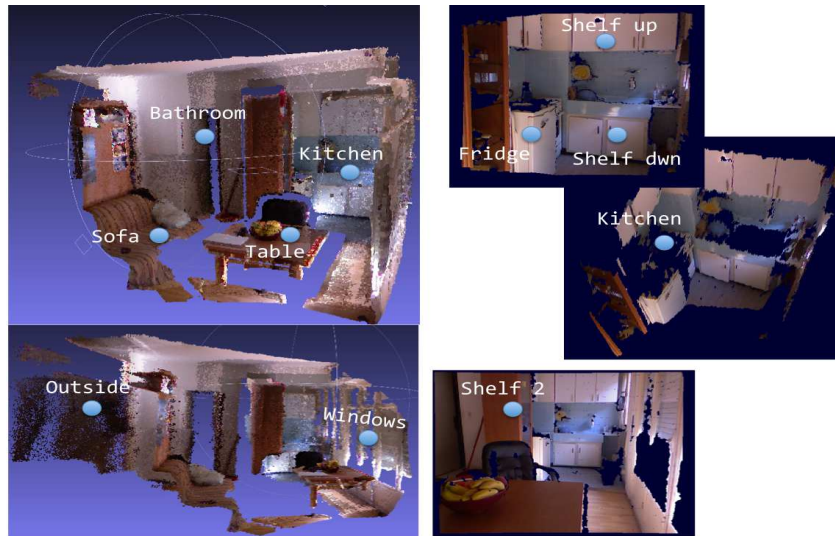 Bathroom
Kitchen
Sofa
Table
Shelf up
Fridge
Shelf dwn
Kitchen
Outside
Windows
Shelf 2